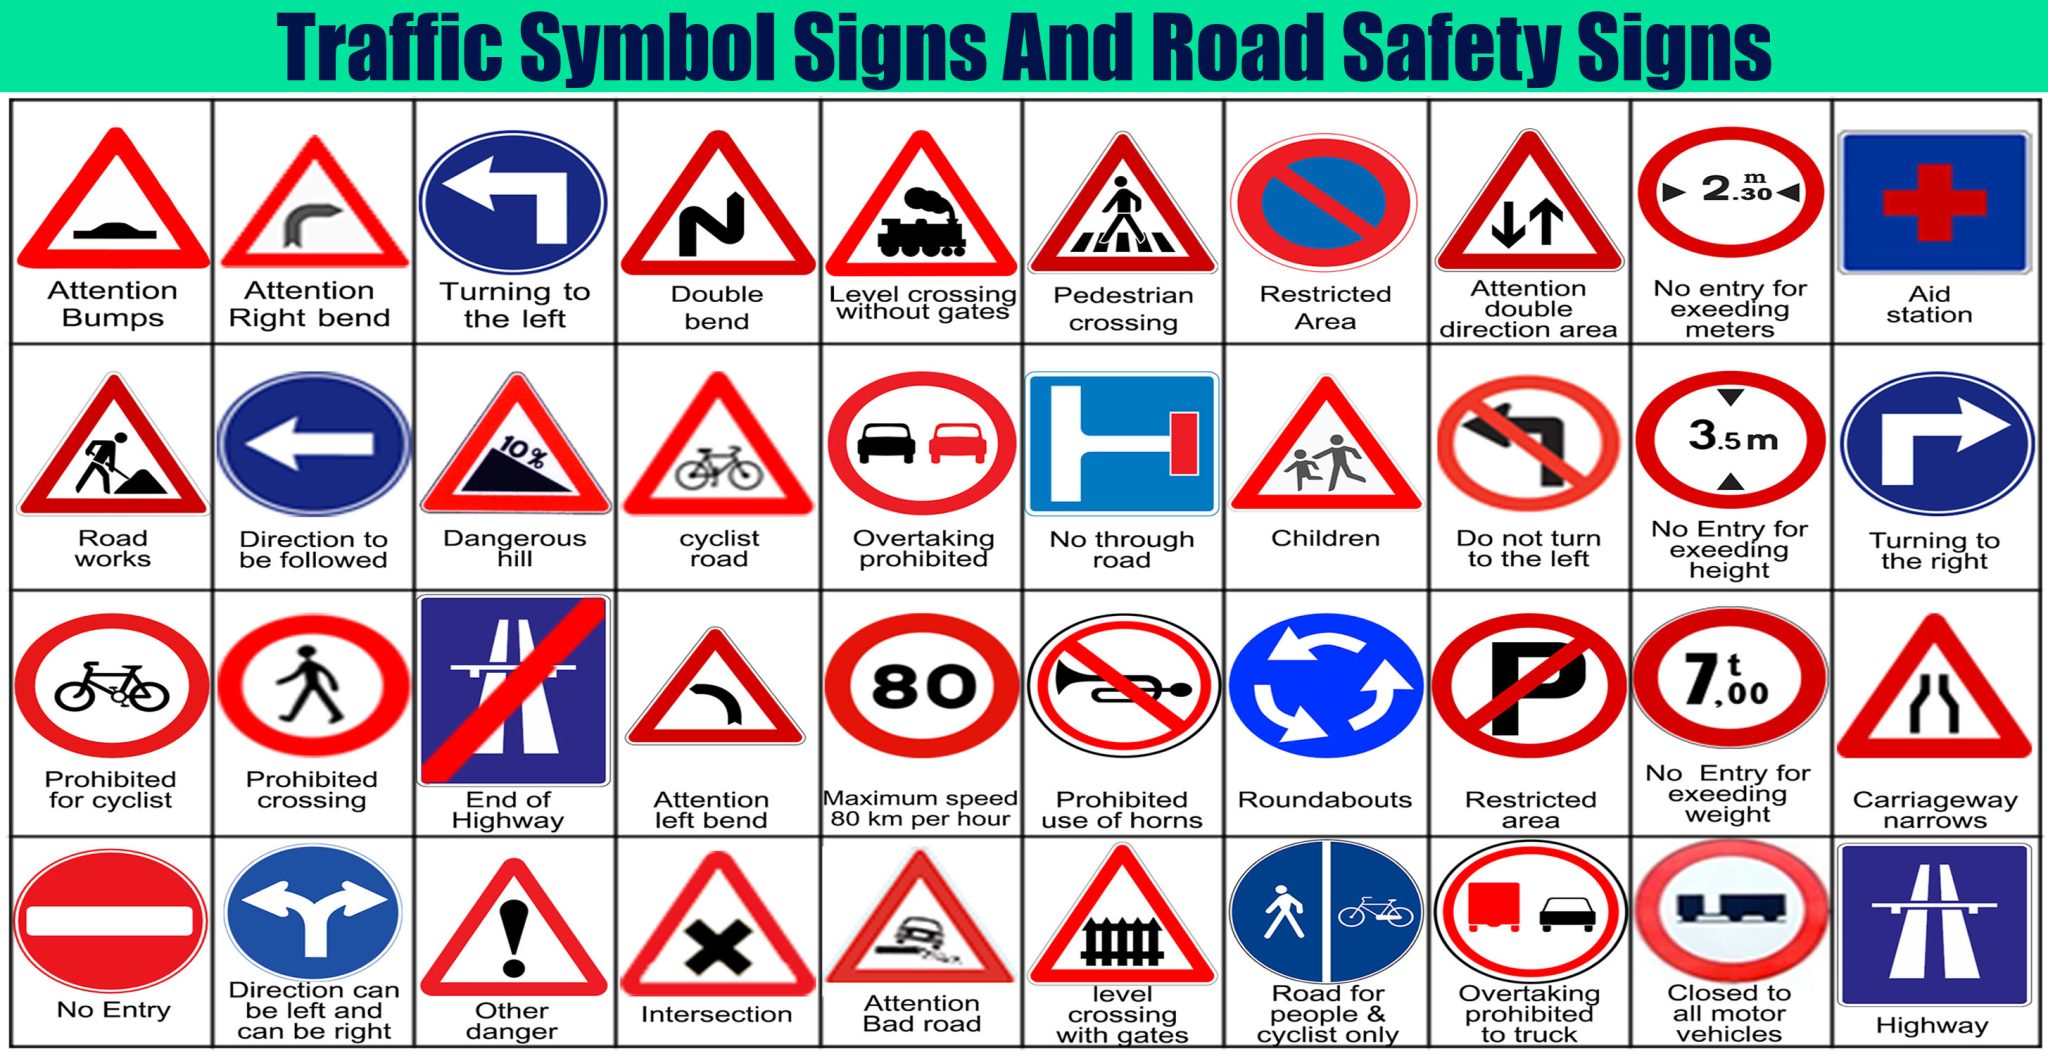 Traffic Symbol Signs And Road Safety Signs
Attention
Bumps
Attention
Right bend
Turning to
the left
Double
bend
Level crossing
without gates
Pedestrian
crossing
Restricted
Area
Attention
double
direction area
2.30 m
No entry for
exeeding
meters
Aid
station
Road
works
Direction to
be followed
10%
Dangerous
hill
cyclist
road
Overtaking
prohibited
No through
road
Children
Do not turn
to the left
3.5m
No Entry for
exeeding
height
Turning to
the right
Prohibited
for cyclist
Prohibited
crossing
End of
Highway
Attention
left bend
80
Maximum speed
80 km per hour
Prohibited
use of horns
Roundabouts
P
Restricted
area
7,00 t
No Entry for
exeeding
weight
Carriageway
narrows
No Entry
Direction can
be left and
can be right
Other
danger
Intersection
Attention
Bad road
level
crossing
with gates
Road for
people &
cyclist only
Overtaking
prohibited
to truck
Closed to
all motor
vehicles
Highway